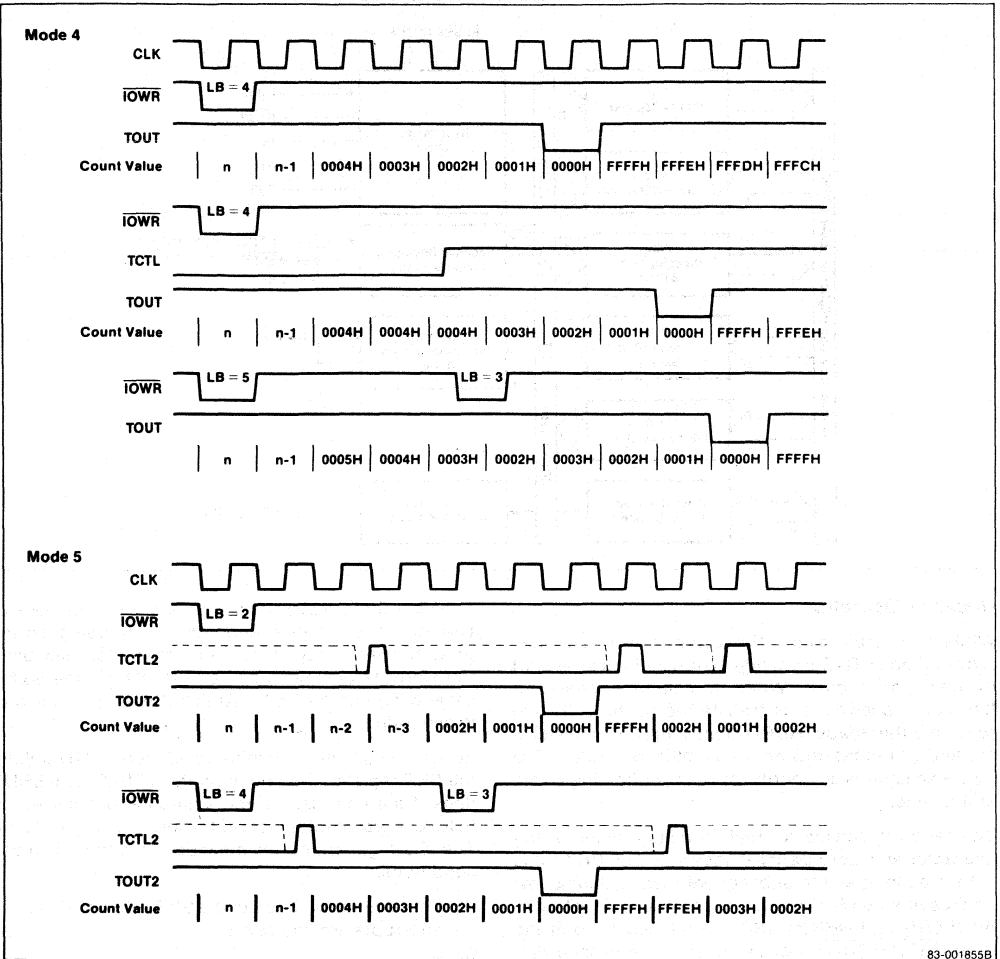 Mode 4
CLK
IOWR LB = 4
TOUT
Count Value n n-1 0004H 0003H 0002H 0001H 0000H FFFFH FFFEH FFFDH FFFCH
IOWR LB = 4
TCTL
TOUT
Count Value n n-1 0004H 0004H 0004H 0003H 0002H 0001H 0000H FFFFH FFFEH
IOWR LB = 5 LB = 3
TOUT
n n-1 0005H 0004H 0003H 0002H 0003H 0002H 0001H 0000H FFFFH
Mode 5
CLK
IOWR LB = 2
TCTL2
TOUT2
Count Value n n-1 n-2 n-3 0002H 0001H 0000H FFFFH 0002H 0001H 0002H
IOWR LB = 4 LB = 3
TCTL2
TOUT2
Count Value n n-1 0004H 0003H 0002H 0001H 0000H FFFFH FFFEH 0003H 0002H
83-001855B